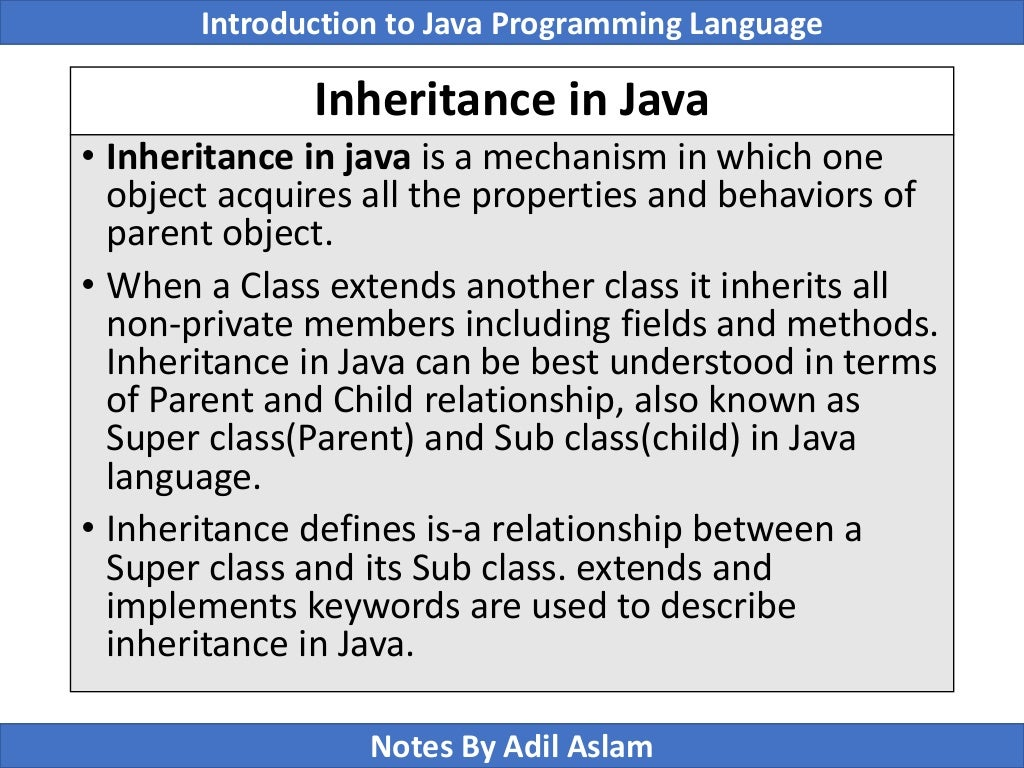 Introduction to Java Programming Language
Inheritance in Java
• Inheritance in java is a mechanism in which one
object acquires all the properties and behaviors of
parent object.
• When a Class extends another class it inherits all
non-private members including fields and methods.
Inheritance in Java can be best understood in terms
of Parent and Child relationship, also known as
Super class(Parent) and Sub class(child) in Java
language.
• Inheritance defines is-a relationship between a
Super class and its Sub class. extends and
implements keywords are used to describe
inheritance in Java.
Notes By Adil Aslam